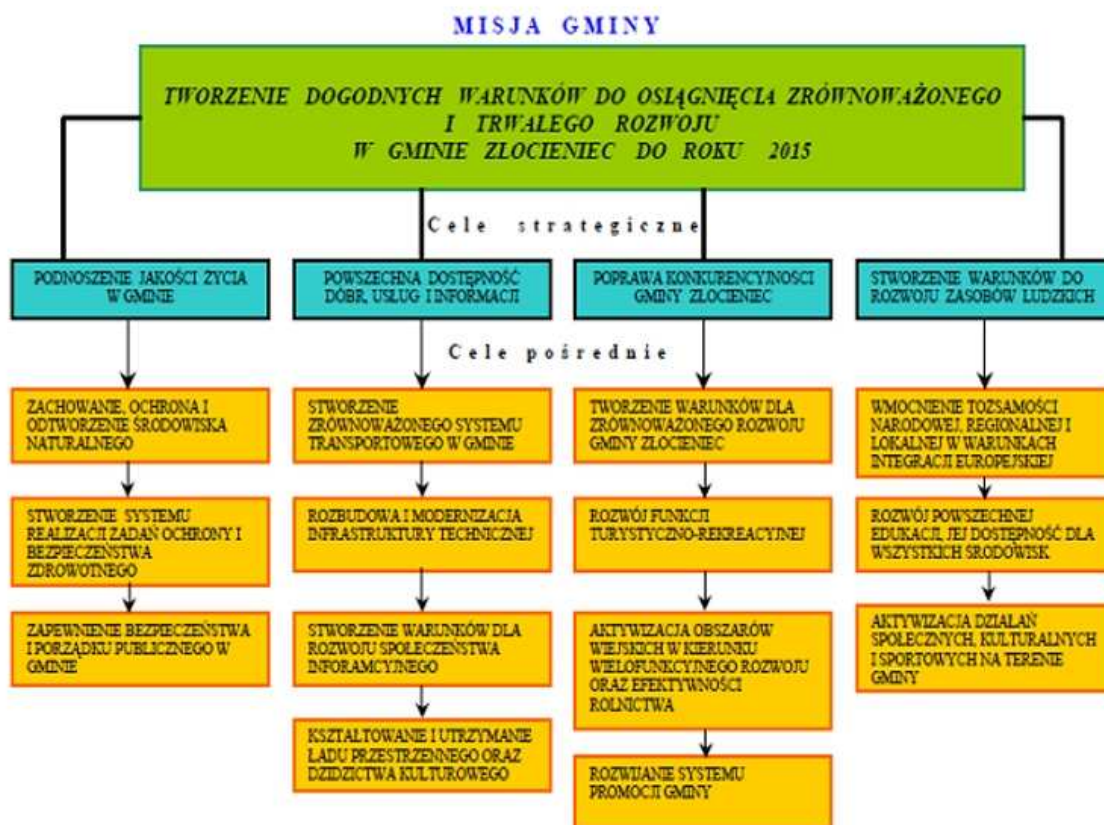 MISJA GMINY
TWORZENIE DOGODNYCH WARUNKÓW DO OSIĄGNIĘCIA ZRÓWNOWAŻONEGO
I TRWAŁEGO ROZWOJU
W GMINIE ZŁOCIENIEC DO ROKU 2015
Cele strategiczne
PODNOSZENIE JAKOŚCI ŻYCIA
W GMINIE
POWSZECHNA DOSTĘPNOŚĆ
DÓBR, USŁUG I INFORMACJI
POPRAWA KONKURENCYJNOŚCI
GMINY ZŁOCIENIEC
STWORZENIE WARUNKÓW DO
ROZWOJU ZASOBÓW LUDZKICH
Cele pośrednie
ZACHOWANIE, OCHRONA I
ODTWORZENIE ŚRODOWISKA
NATURALNEGO
STWORZENIE SYSTEMU
REALIZACJI ZADAŃ OCHRONY I
BEZPIECZEŃSTWA
ZDROWOTNEGO
ZAPEWNIENIE BEZPIECZEŃSTWA
I PORZĄDKU PUBLICZNEGO W
GMINIE
STWORZENIE
ZRÓWNOWAŻONEGO SYSTEMU
TRANSPORTOWEGO W GMINIE
ROZBUDOWA I MODERNIZACJA
INFRASTRUKTURY TECHNICZNEJ
STWORZENIE WARUNKÓW DLA
ROZWOJU SPOŁECZEŃSTWA
INFORAMCYJNEGO
KSZTAŁTOWANIE I UTRZYMANIE
ŁADU PRZESTRZENNEGO ORAZ
DZIDZICTWA KULTUROWEGO
TWORZENIE WARUNKÓW DLA
ZRÓWNOWAŻONEGO ROZWOJU
GMINY ZŁOCIENIEC
ROZWÓJ FUNKCJI
TURYSTYCZNO-REKREACYJNEJ
AKTYWIZACJA OBSZARÓW
WIEJSKICH W KIERUNKU
WIELOFUNKCYJNEGO ROZWOJU
ORAZ EFEKTYWNOŚCI
ROLNICTWA
ROZWIJANIE SYSTEMU
PROMOCJI GMINY
WMOCNIENIE TOŻSAMOŚCI
NARODOWEJ, REGIONALNEJ I
LOKALNEJ W WARUNKACH
INTEGRACJI EUROPEJSKIEJ
ROZWÓJ POWSZECHNEJ
EDUKACJI, JEJ DOSTĘPNOŚĆ DLA
WSZYSTKICH ŚRODOWISK
AKTYWIZACJA DZIAŁAŃ
SPOŁECZNYCH, KULTURALNYCH
I SPORTOWYCH NA TERENIE
GMINY